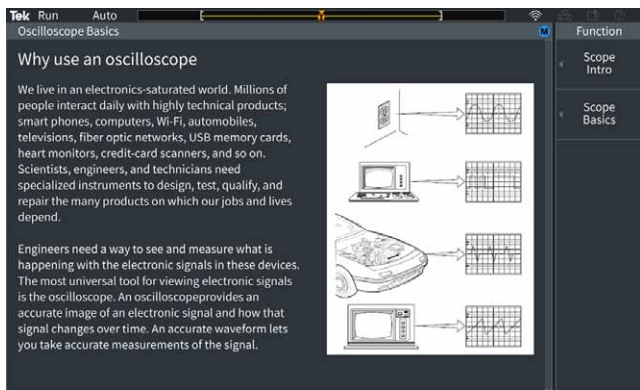 Tek Run Auto
Oscilloscope Basics
M
Function
Why use an oscilloscope
Scope
Intro
Scope
Basics
We live in an electronics-saturated world. Millions of
people interact daily with highly technical products;
smart phones, computers, Wi-Fi, automobiles,
televisions, fiber optic networks, USB memory cards,
heart monitors, credit-card scanners, and so on.
Scientists, engineers, and technicians need
specialized instruments to design, test, qualify, and
repair the many products on which our jobs and lives
depend.
Engineers need a way to see and measure what is
happening with the electronic signals in these devices.
The most universal tool for viewing electronic signals
is the oscilloscope. An oscilloscopeprovides an
accurate image of an electronic signal and how that
signal changes over time. An accurate waveform lets
you take accurate measurements of the signal.